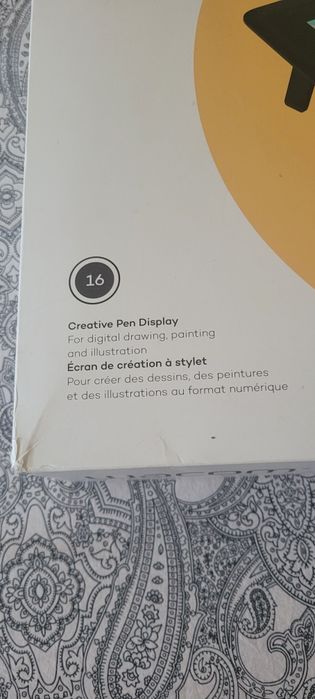 16
Creative Pen Display
For digital drawing, painting
and illustration
Écran de création à stylet
Pour créer des dessins, des peintures
et des illustrations au format numérique